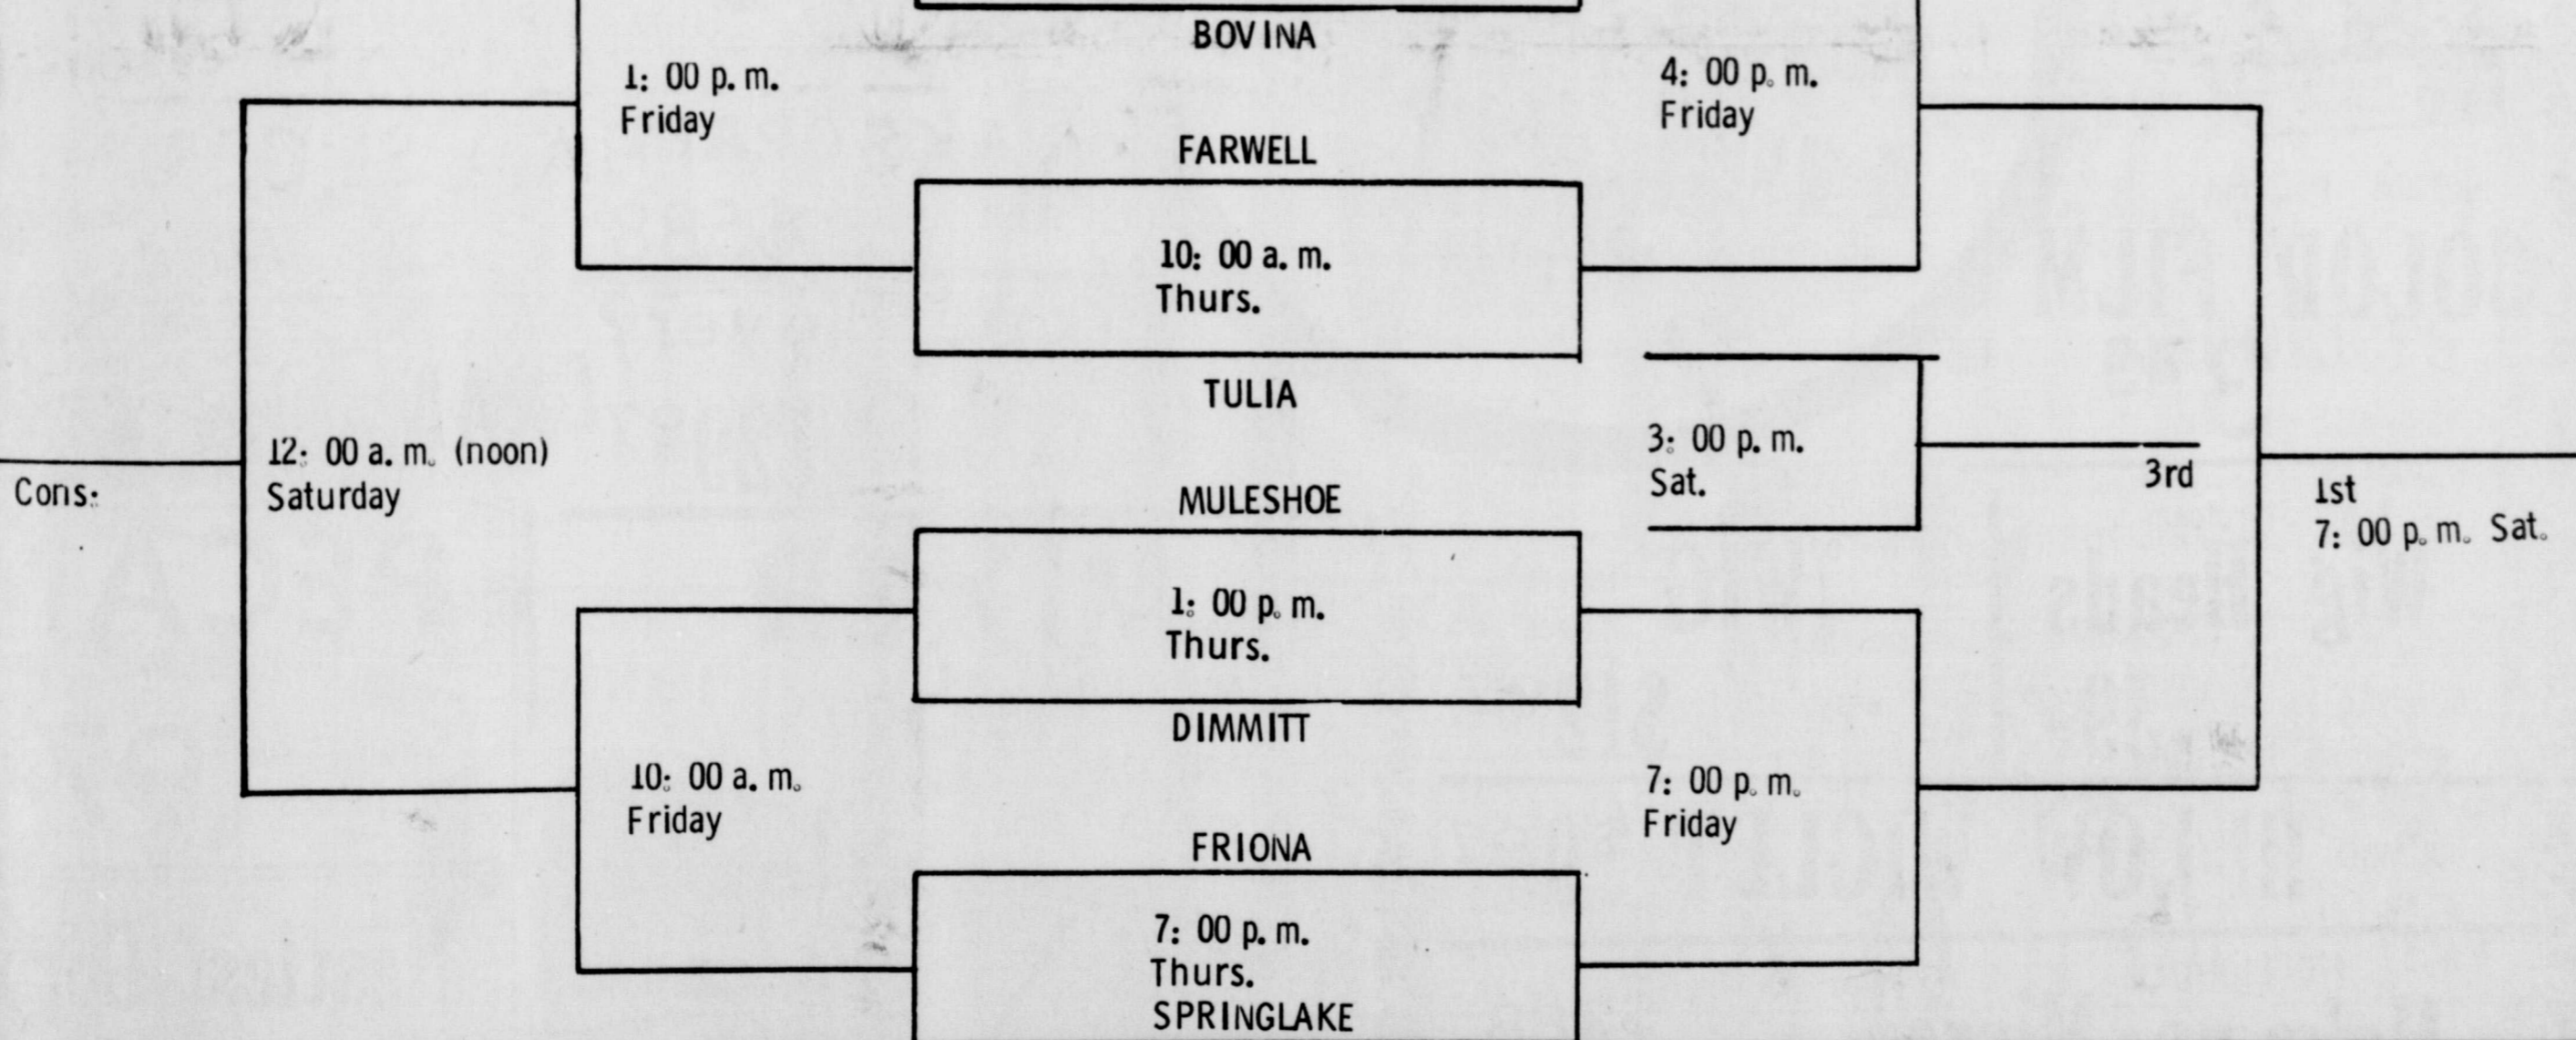 BOVINA
1: 00 p. m.
Friday
4: 00 p. m.
Friday
FARWELL
10: 00 a. m.
Thurs.
TULIA
12: 00 a. m. (noon)
Saturday
Cons:
3: 00 p. m.
Sat.
3rd
1st
7: 00 p. m. Sat.
MULESHOE
1: 00 p. m.
Thurs.
DIMMITT
10: 00 a. m.
Friday
7: 00 p. m.
Friday
FRIONA
7: 00 p. m.
Thurs.
SPRINGLAKE